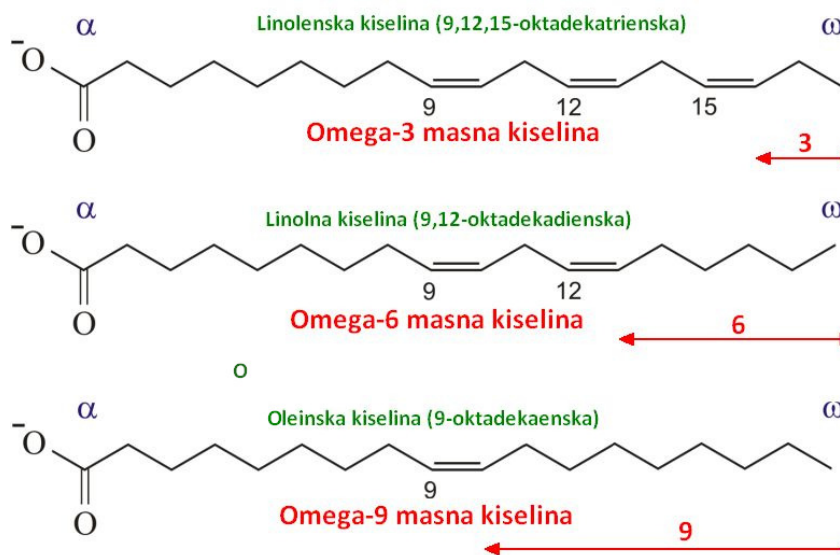 α Linolenska kiselina (9,12,15-oktadekatrienska) ω
−O
O
9 12 15
Omega-3 masna kiselina 3
α Linolna kiselina (9,12-oktadekadienska) ω
−O
O
9 12
Omega-6 masna kiselina 6
o
α Oleinska kiselina (9-oktadekaenska) ω
−O
O
9
Omega-9 masna kiselina 9